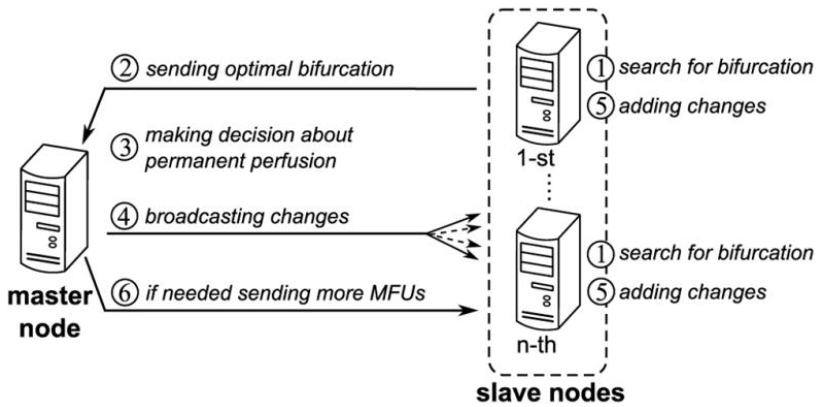 ② sending optimal bifurcation
① search for bifurcation
⑤ adding changes
③ making decision about
permanent perfusion
1-st
④ broadcasting changes
① search for bifurcation
⑤ adding changes
master
node
⑥ if needed sending more MFUs
n-th
slave nodes